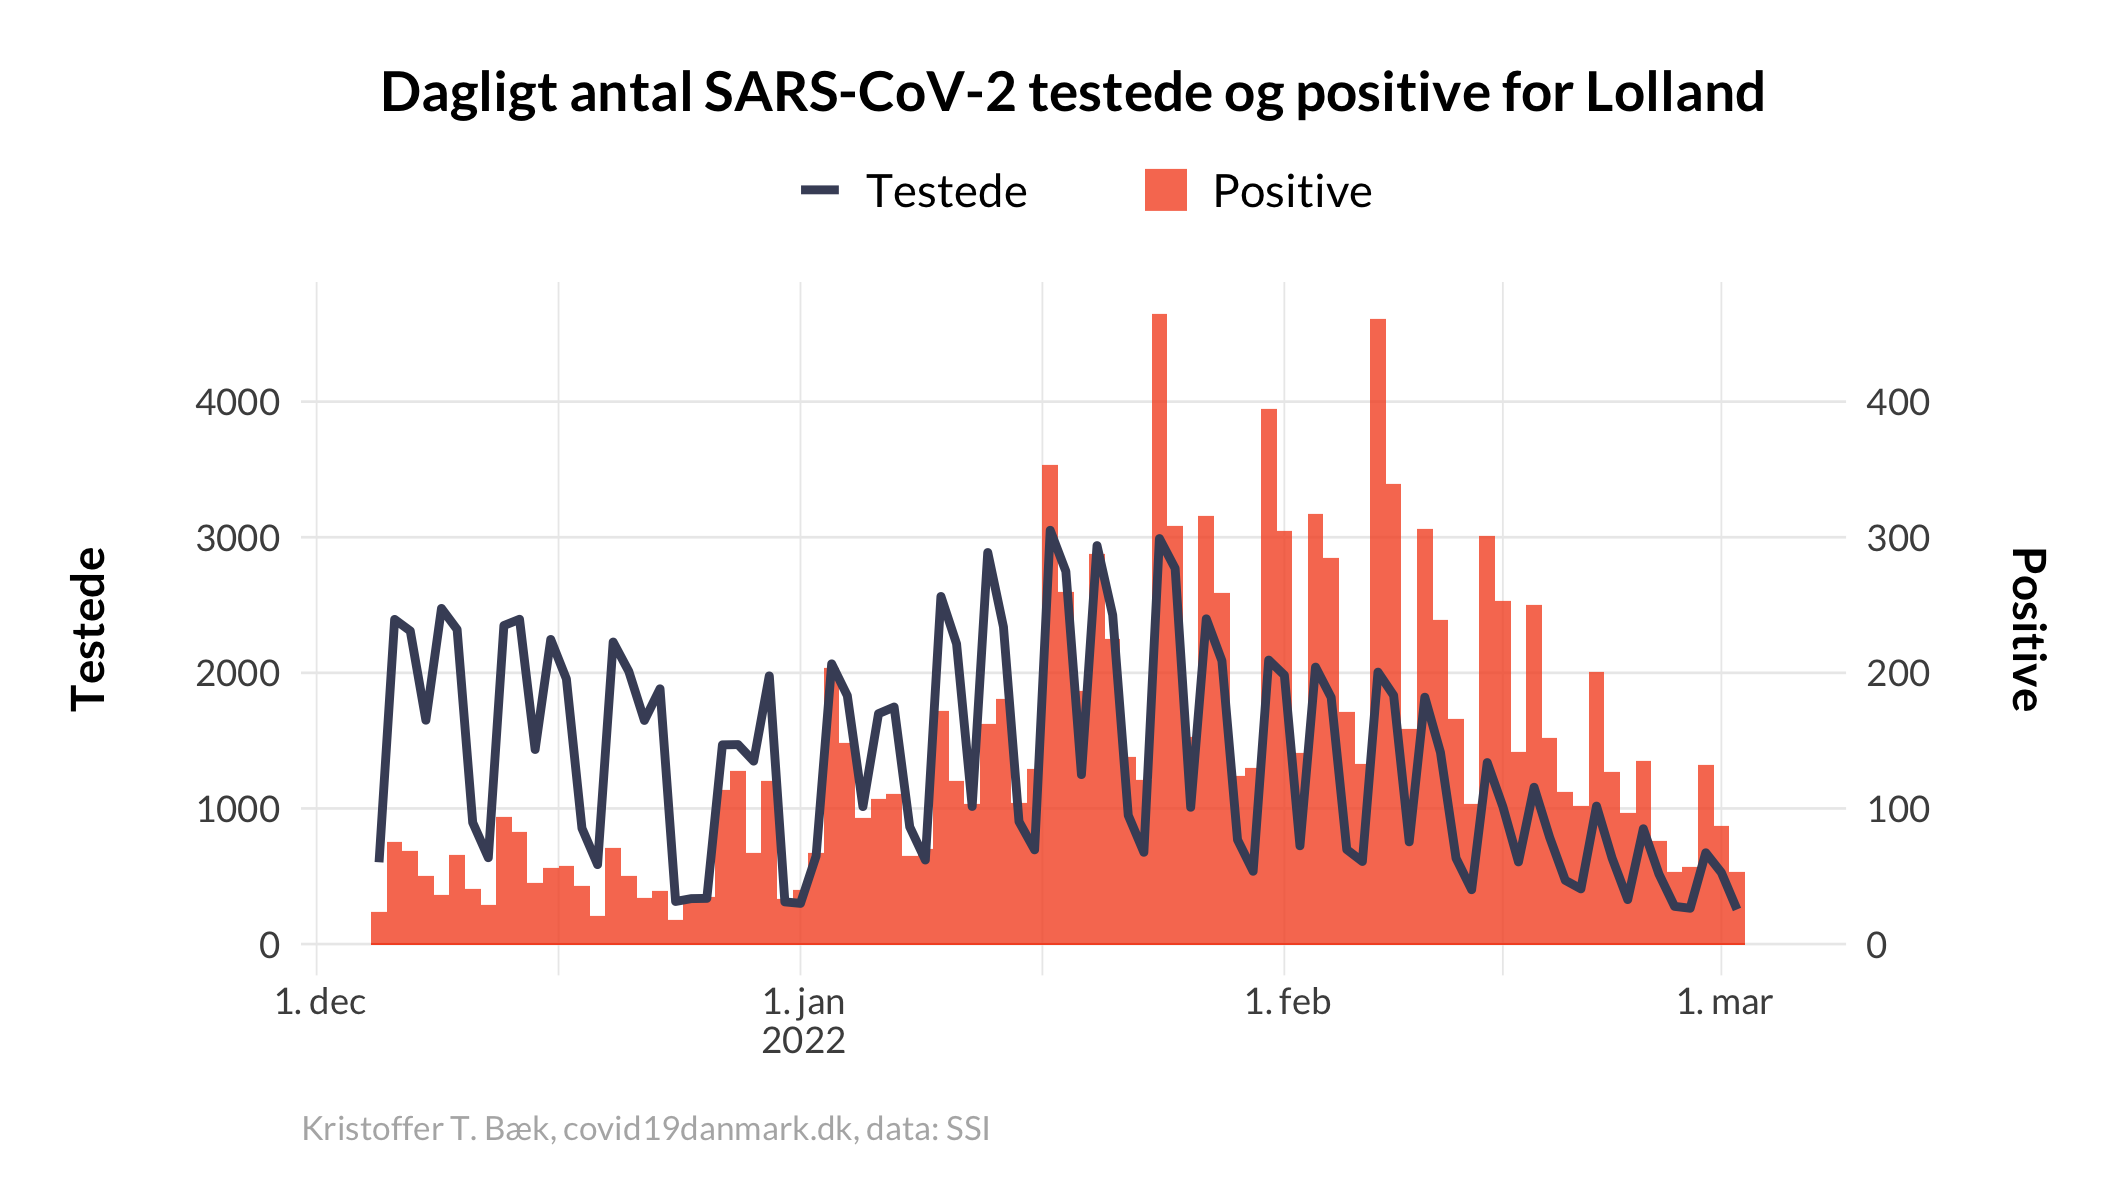 Dagligt antal SARS-CoV-2 testede og positive for Lolland
Testede
Positive
Testede
4000
3000
2000
1000
0
400
300
200
100
0
Positive
1. dec
1. jan
2022
1. feb
1. mar
Kristoffer T. Bæk, covid19danmark.dk, data: SSI